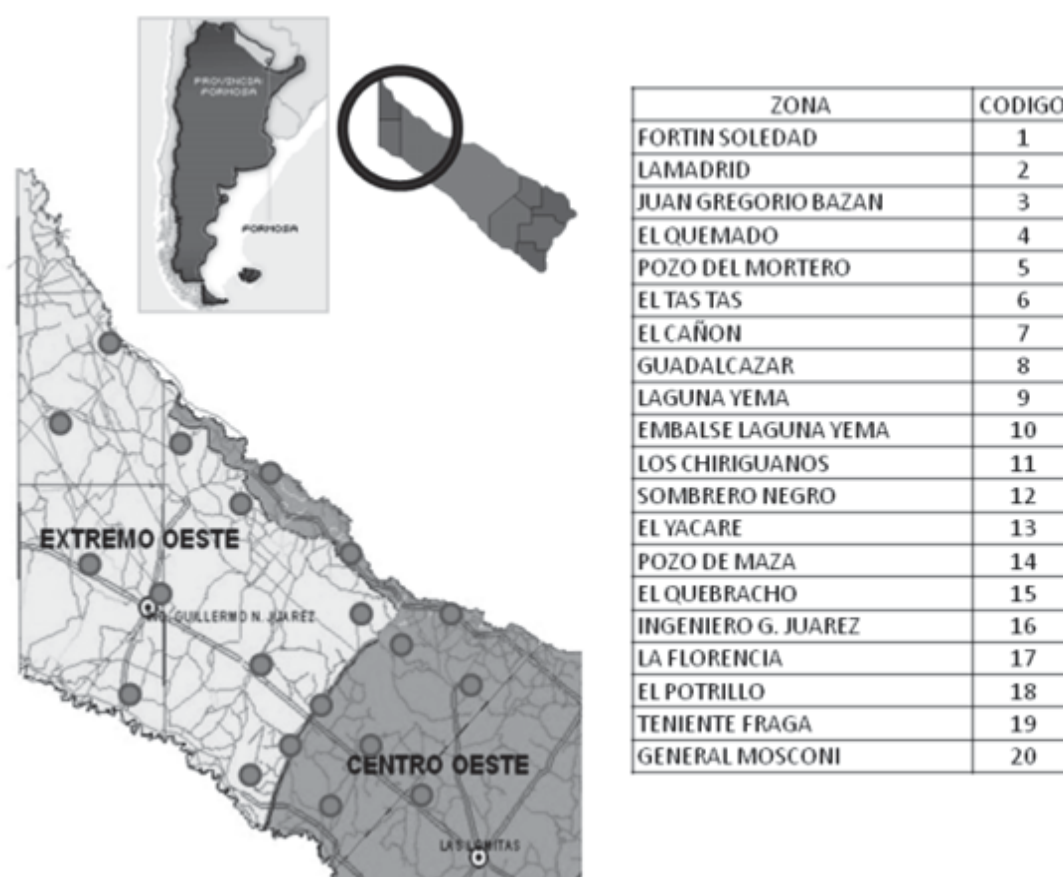 PROVINCIA
FORMOSA
FORMOSA
EXTREMO OESTE
ING. GUILLERMO N. JUAREZ
CENTRO OESTE
LAS LOMITAS
ZONA CODIGO
FORTIN SOLEDAD 1
LAMADRID 2
JUAN GREGORIO BAZAN 3
EL QUEMADO 4
POZO DEL MORTERO 5
EL TAS TAS 6
EL CAÑON 7
GUADALCAZAR 8
LAGUNA YEMA 9
EMBALSE LAGUNA YEMA 10
LOS CHIRIGUANOS 11
SOMBRERO NEGRO 12
EL YACARE 13
POZO DE MAZA 14
EL QUEBRACHO 15
INGENIERO G. JUAREZ 16
LA FLORENCIA 17
EL POTRILLO 18
TENIENTE FRAGA 19
GENERAL MOSCONI 20